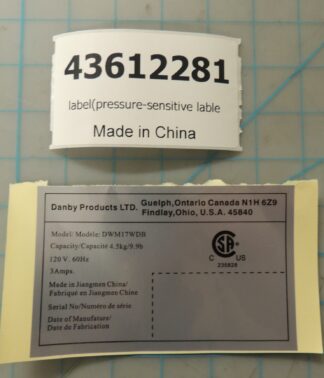 43612281
label(pressure-sensitive lable
Made in China
Danby Products LTD. Guelph,Ontario Canada N1H 6Z9
Findlay,Ohio, U.S.A. 45840
Model/ Modèle: DWM17WDB
Capacity/Capacité 4.5kg/9.9lb
120 V. 60Hz
3Amps.
Made in Jiangmen China/
Fabriqué en Jiangmen Chine
Serial No/Numéro de série:
Date of Manufature/
Date de Fabrication
CSA
C US